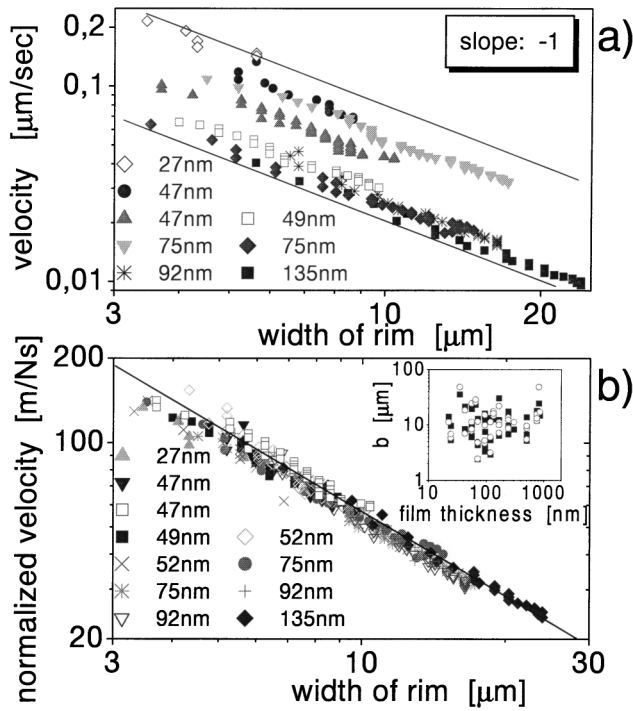 0,2
0,1
0,01
velocity [µm/sec]
slope: -1
a)
27nm
47nm
47nm
49nm
75nm
75nm
92nm
135nm
3
10
20
width of rim [µm]
200
100
20
normalized velocity [m/Ns]
b)
100
10
1
b [µm]
10
100
1000
film thickness [nm]
27nm
47nm
47nm
49nm
52nm
52nm
75nm
75nm
92nm
92nm
135nm
3
10
30
width of rim [µm]